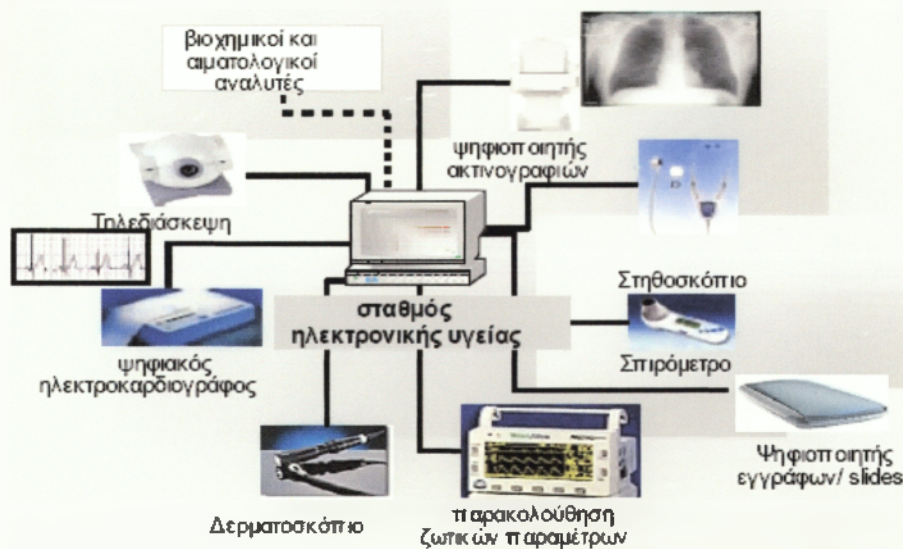 βιοχημικοί και
αιματολογικοί
αναλυτές
ψηφιοποιητής
ακτινογραφιών
Τηλεδιάσκεψη
Στηθοσκόπιο
σταθμός
ηλεκτρονικής υγείας
Σπιρόμετρο
ψηφιακός
ηλεκτροκαρδιογράφος
Ψηφιοποιητής
εγγράφων/ slides
Δερματοσκόπιο
παρακολούθηση
ζωτικών παραμέτρων